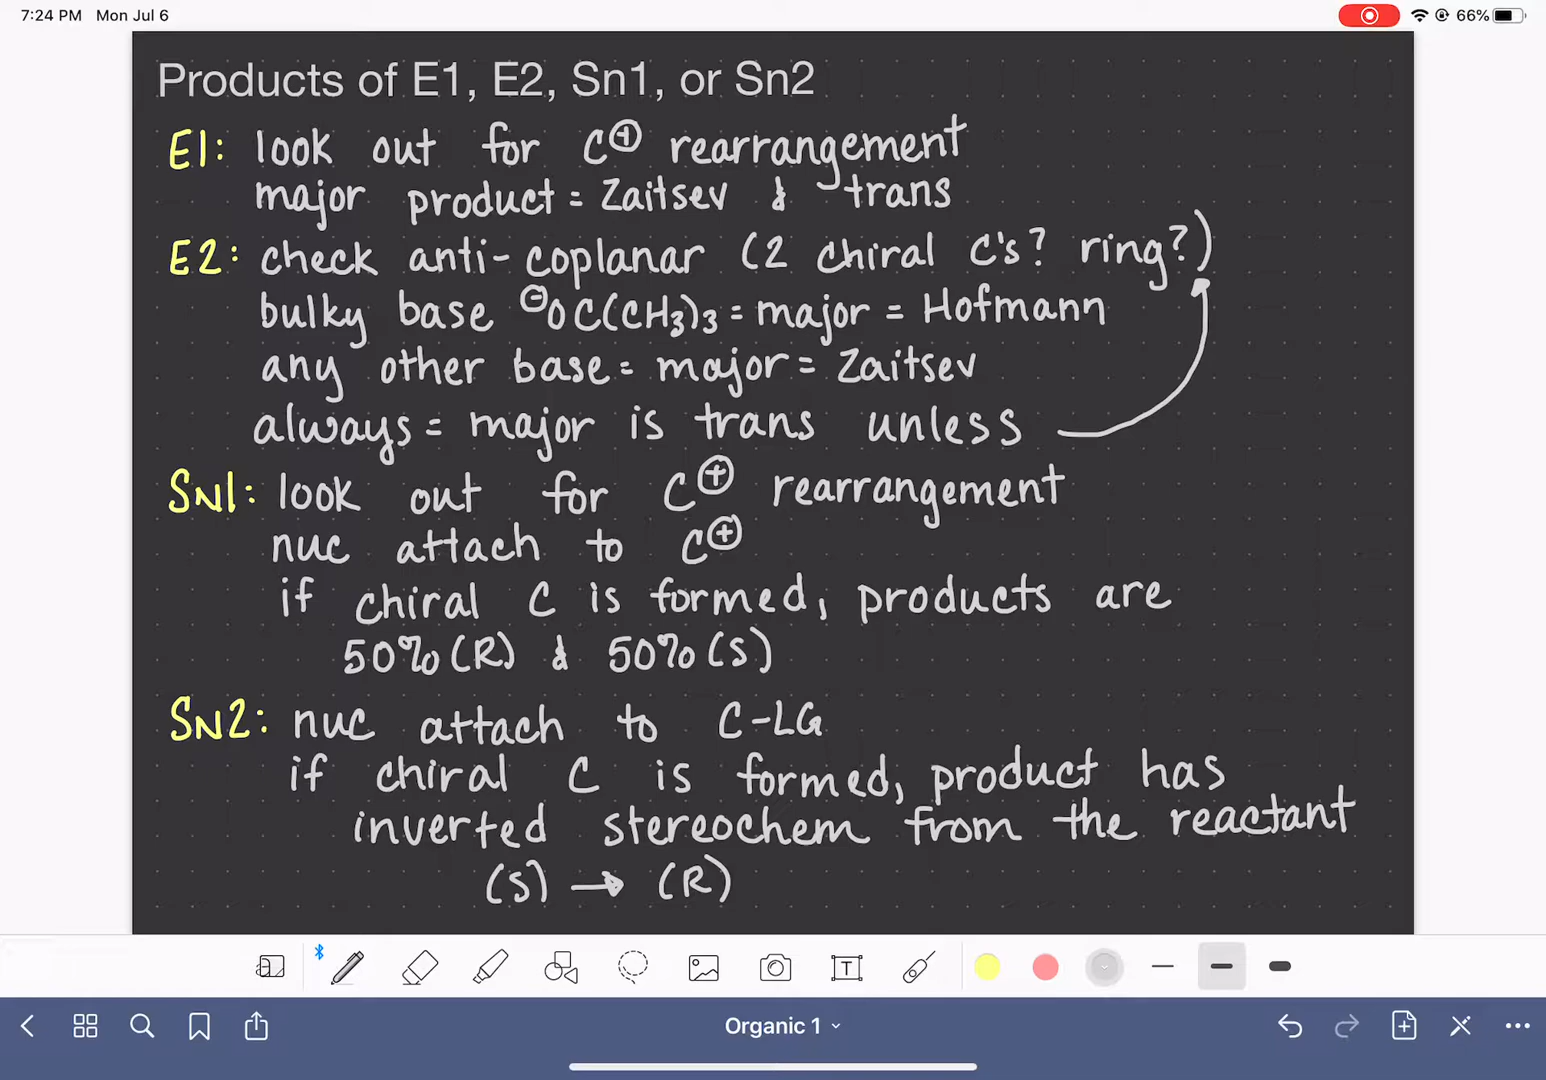 7:24 PM Mon Jul 6
66%
Products of E1, E2, Sn1, or Sn2
E1: look out for C⊕ rearrangement
major product = Zaitsev & trans
E2: check anti-coplanar (2 chiral C's? ring?)
bulky base ⊖OC(CH₃)₃ = major = Hofmann
any other base = major = Zaitsev
always = major is trans unless
SN1: look out for C⊕ rearrangement
nuc attach to C⊕
if chiral C is formed, products are
50% (R) & 50% (S)
SN2: nuc attach to C-LG
if chiral C is formed, product has
inverted stereochem from the reactant
(S) → (R)
T
Organic 1